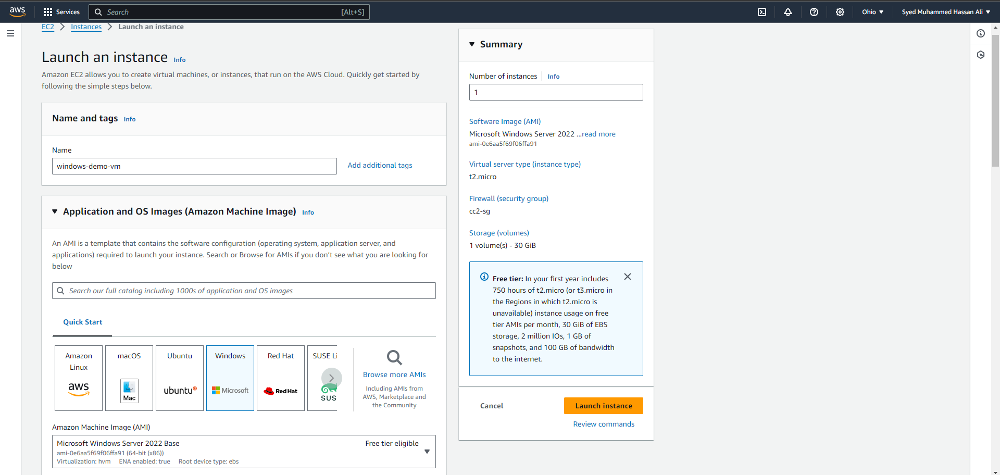 aws
Services
Search
[Alt+S]
Ohio
Syed Muhammed Hassan Ali
EC2
Instances
Launch an instance
Launch an instance
Info
Amazon EC2 allows you to create virtual machines, or instances, that run on the AWS Cloud. Quickly get started by
following the simple steps below.
Name and tags
Info
Name
windows-demo-vm
Add additional tags
Application and OS Images (Amazon Machine Image)
Info
An AMI is a template that contains the software configuration (operating system, application server, and
applications) required to launch your instance. Search or Browse for AMIs if you don't see what you are looking for
below
Search our full catalog including 1000s of application and OS images
Quick Start
Amazon
Linux
aws
macOS
Mac
Ubuntu
ubuntu
Windows
Microsoft
Red Hat
Red Hat
SUSE Li
SUS
Browse more AMIs
Including AMIs from
AWS, Marketplace and
the Community
Amazon Machine Image (AMI)
Microsoft Windows Server 2022 Base
Free tier eligible
ami-0e6aa5f69f06ffa91 (64-bit (x86))
Virtualization: hvm
ENA enabled: true
Root device type: ebs
Summary
Number of instances
Info
1
Software Image (AMI)
Microsoft Windows Server 2022 ...read more
ami-0e6aa5f69f06ffa91
Virtual server type (instance type)
t2.micro
Firewall (security group)
cc2-sg
Storage (volumes)
1 volume(s) - 30 GiB
Free tier: In your first year includes
750 hours of t2.micro (or t3.micro in
the Regions in which t2.micro is
unavailable) instance usage on free
tier AMIs per month, 30 GiB of EBS
storage, 2 million IOs, 1 GB of
snapshots, and 100 GB of bandwidth
to the internet.
Cancel
Launch instance
Review commands